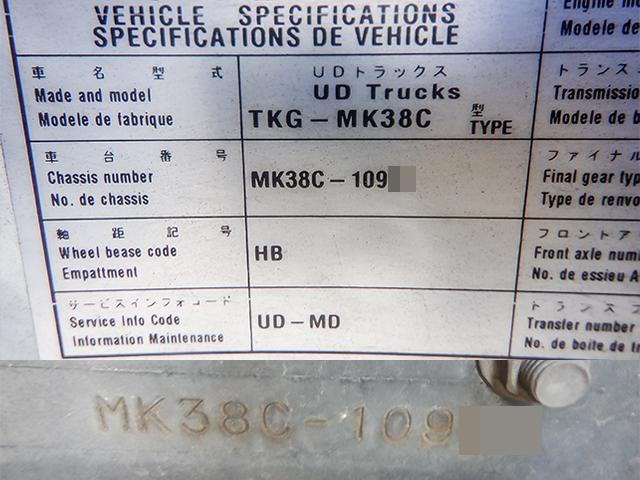 VEHICLE SPECIFICATIONS
SPECIFICATIONS DE VEHICLE
Engine
Modele de
車名型式
Made and model
Modele de fabrique
UDトラックス
UD Trucks
TKG-MK38C 型 TYPE
トランス
Transmissio
Modele de b
車台番号
Chassis number
No. de chassis
MK38C-109
ファイナル
Final gear typ
Type de renvo
軸距記号
Wheel bease code
Empattment
HB
フロントア
Front axle num
No. de essieu A
サービスインフォコード
Service Info Code
Information Maintenance
UD-MD
トランスフ
Transfer number
No. de boite de tr
MK38C-109